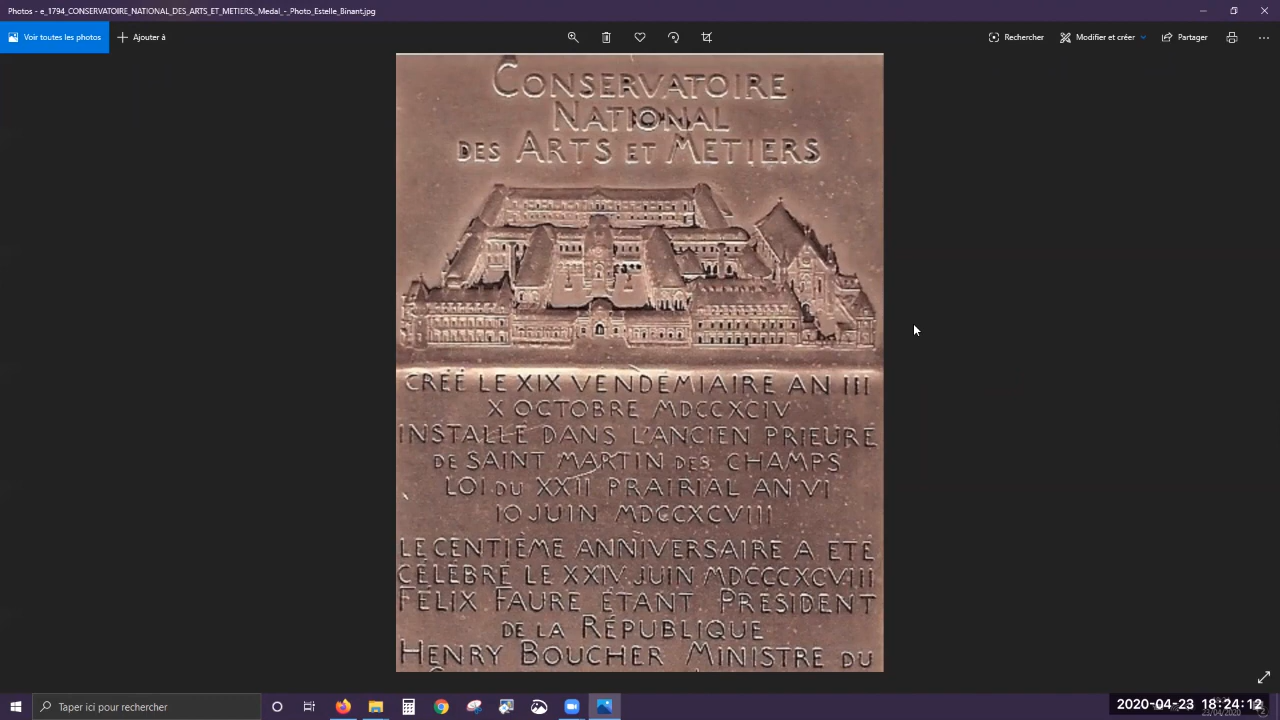 Photos - e_1794_CONSERVATOIRE_NATIONAL_DES_ARTS_ET_METIERS._Medal_-_Photo_Estelle_Binant.jpg
Voir toutes les photos
Ajouter à
Rechercher
Modifier et créer
Partager
CONSERVATOIRE
NATIONAL
DES ARTS ET METIERS
CRÉÉ LE XIX VENDÉMIAIRE AN III
X OCTOBRE MDCCXCIV
INSTALLÉ DANS L'ANCIEN PRIEURÉ
DE SAINT MARTIN DES CHAMPS
LOI DU XXII PRAIRIAL AN VI
10 JUIN MDCCXCVIII
LE CENTIÈME ANNIVERSAIRE A ÉTÉ
CÉLÉBRÉ LE XXIV JUIN MDCCCXCVIII
FÉLIX FAURE ÉTANT PRÉSIDENT
DE LA RÉPUBLIQUE
HENRY BOUCHER MINISTRE DU
Taper ici pour rechercher
2020-04-23 18:24:12